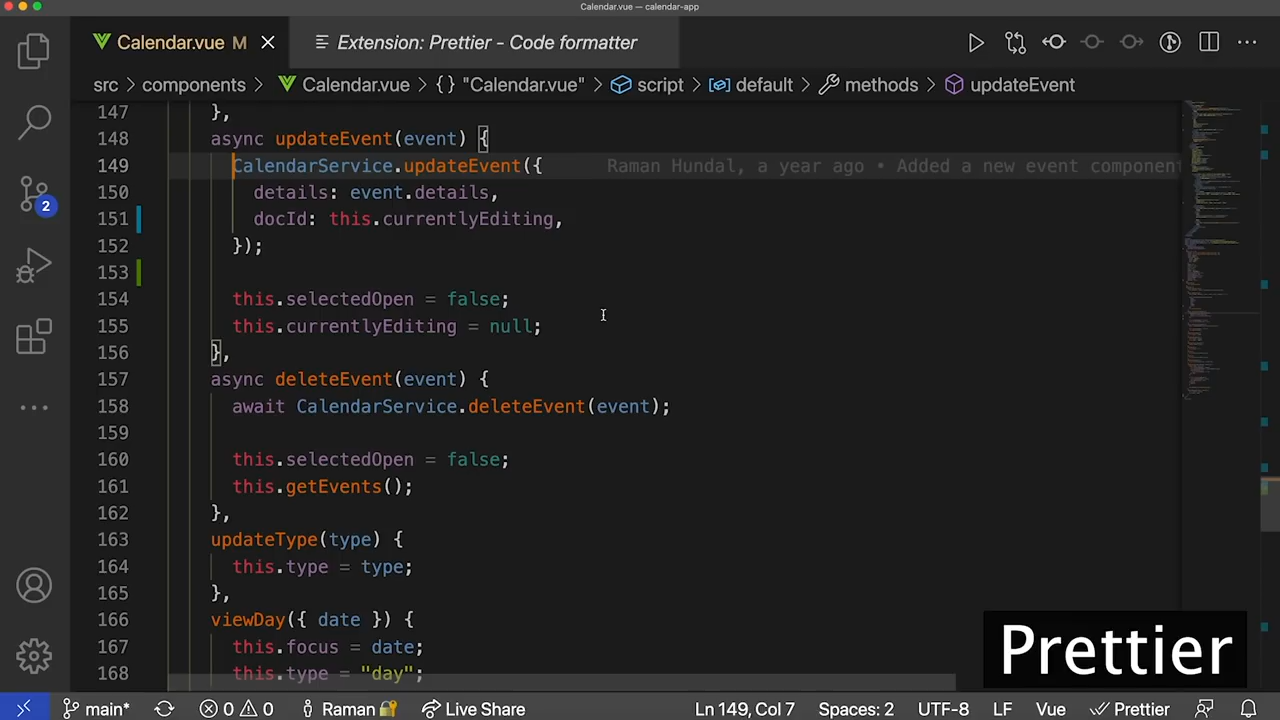 Calendar.vue — calendar-app
Calendar.vue M
Extension: Prettier - Code formatter
src > components > Calendar.vue > {} "Calendar.vue" > script > default > methods > updateEvent
147 },
148 async updateEvent(event) {
149 CalendarService.updateEvent({ Raman Hundal, a year ago • Added a new event component
150 details: event.details,
151 docId: this.currentlyEditing,
152 });
153
154 this.selectedOpen = false;
155 this.currentlyEditing = null;
156 },
157 async deleteEvent(event) {
158 await CalendarService.deleteEvent(event);
159
160 this.selectedOpen = false;
161 this.getEvents();
162 },
163 updateType(type) {
164 this.type = type;
165 },
166 viewDay({ date }) {
167 this.focus = date;
168 this.type = "day";
2
Prettier
main* 0 0 Raman Live Share Ln 149, Col 7 Spaces: 2 UTF-8 LF Vue Prettier